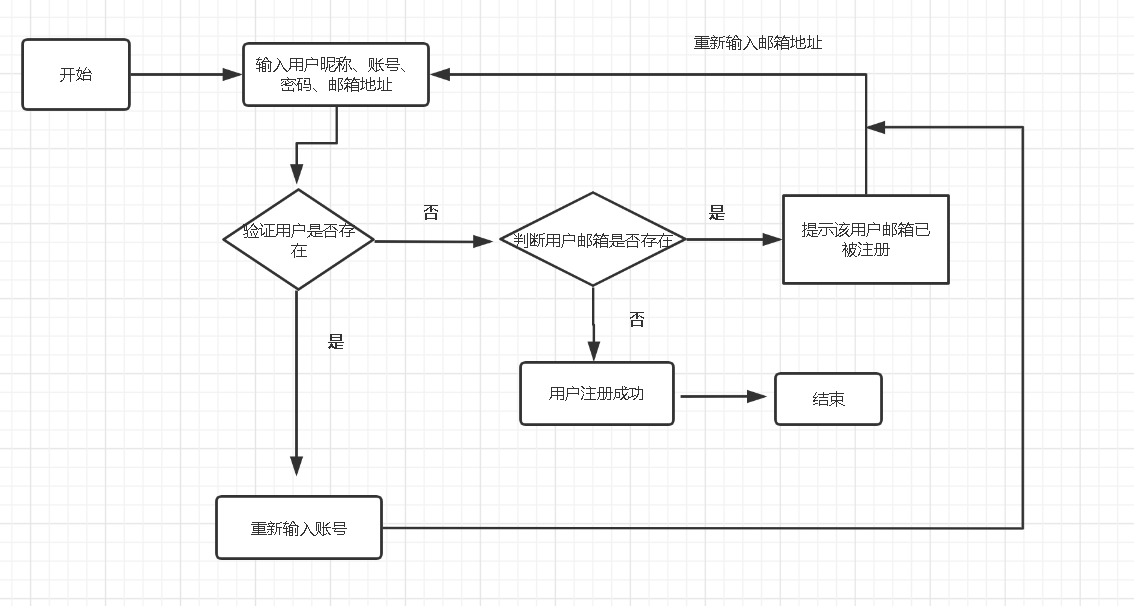 重新输入邮箱地址
开始
输入用户昵称、账号、
密码、邮箱地址
验证用户是否存
在
否
判断用户邮箱是否存在
是
提示该用户邮箱已
被注册
是
否
用户注册成功
结束
重新输入账号